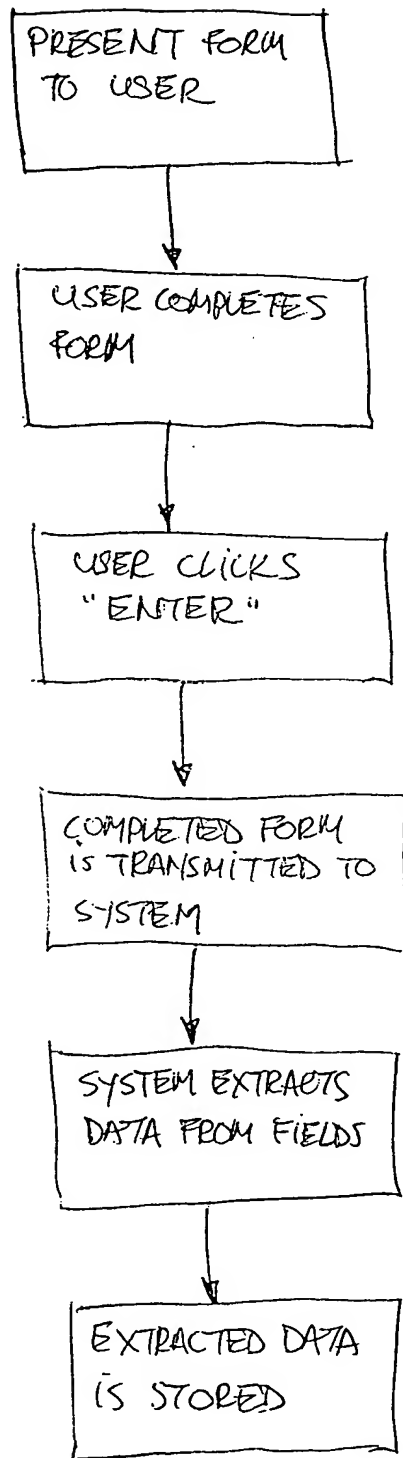 PRESENT FORM
TO USER
USER COMPLETES
FORM
USER CLICKS
"ENTER"
COMPLETED FORM
is TRANSMITTED TO
SYSTEM
SYSTEM EXTRACTS
DATA FROM FIELDS
EXTRACTED DATA
is STORED